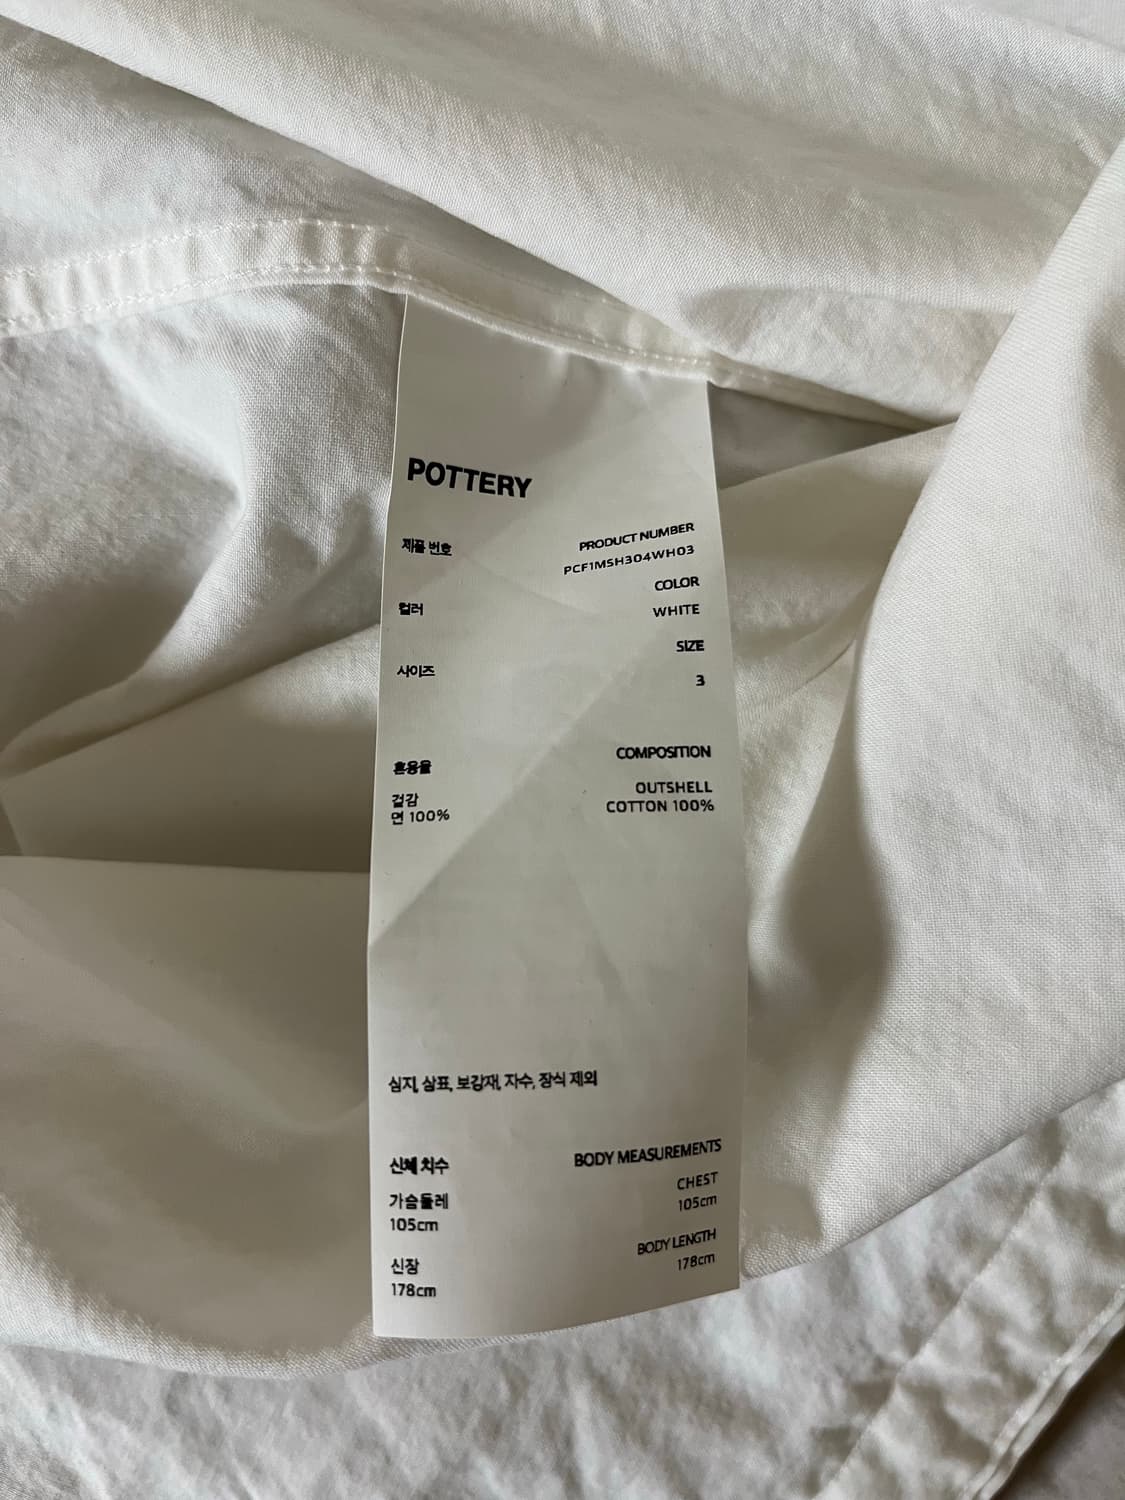 POTTERY
제품 번호
PRODUCT NUMBER
PCF1MSH304WH03
컬러
COLOR
WHITE
사이즈
SIZE
3
혼용율
COMPOSITION
겉감
면 100%
OUTSHELL
COTTON 100%
심지, 상표, 보강재, 자수, 장식 제외
신체 치수
BODY MEASUREMENTS
가슴둘레
105cm
CHEST
105cm
신장
178cm
BODY LENGTH
178cm